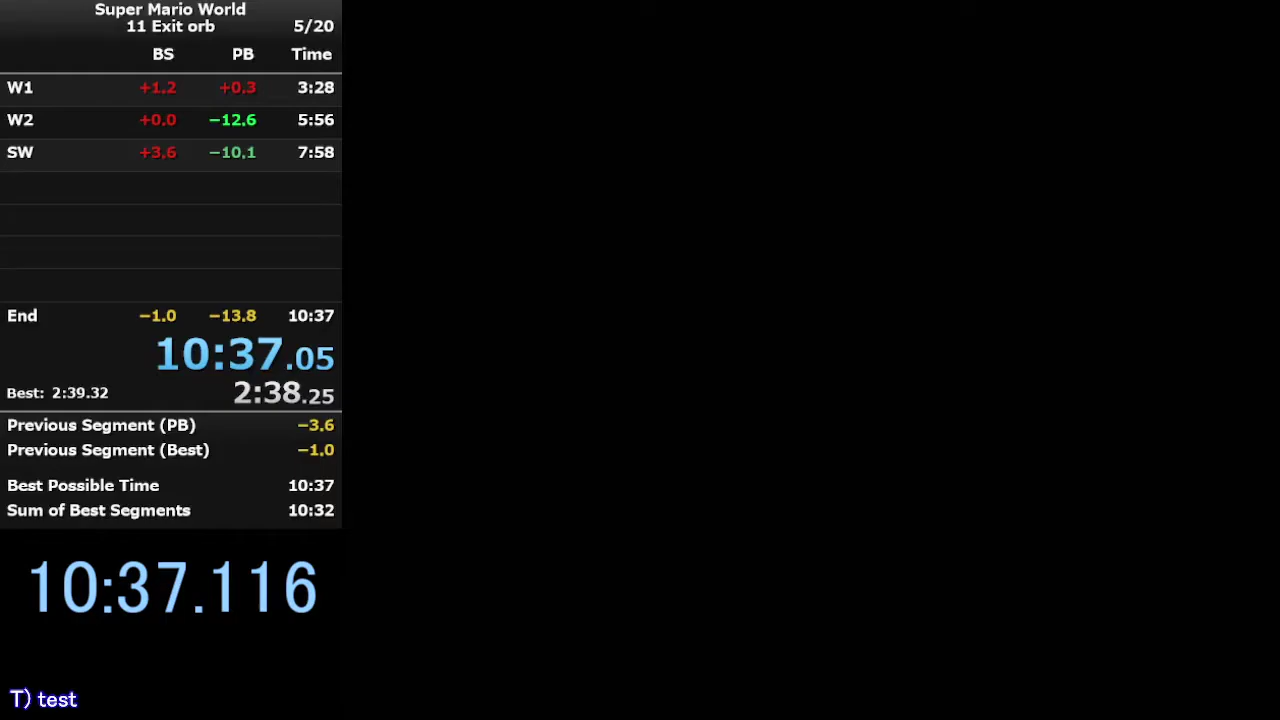 Super Mario World
11 Exit orb 5/20
BS PB Time
W1 +1.2 +0.3 3:28
W2 +0.0 −12.6 5:56
SW +3.6 −10.1 7:58
End −1.0 −13.8 10:37
10:37.05
Best: 2:39.32 2:38.25
Previous Segment (PB) −3.6
Previous Segment (Best) −1.0
Best Possible Time 10:37
Sum of Best Segments 10:32
10:37.116
T) test